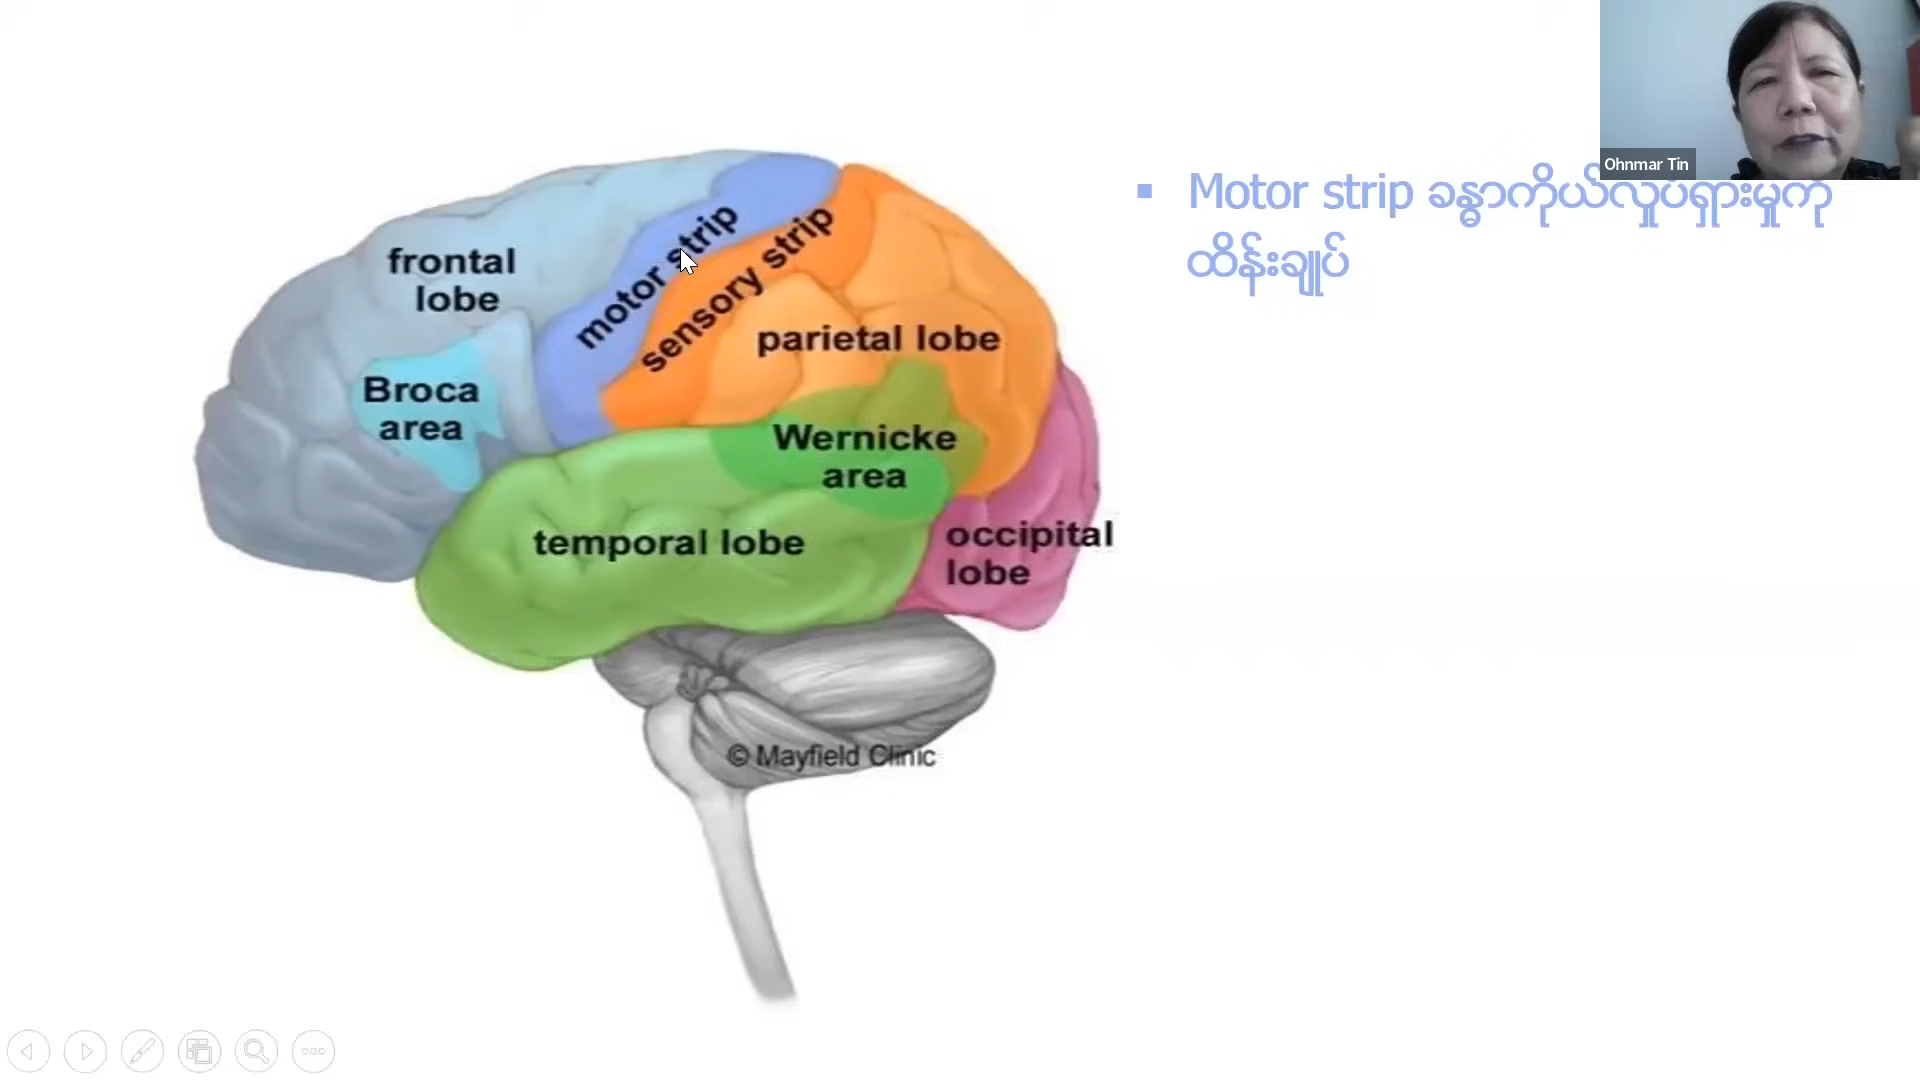 Ohnmar Tin
Motor strip ခန္ဓာကိုယ်လှုပ်ရှားမှုကို
ထိန်းချုပ်
frontal
lobe
motor strip
sensory strip
parietal lobe
Broca
area
Wernicke
area
temporal lobe
occipital
lobe
© Mayfield Clinic